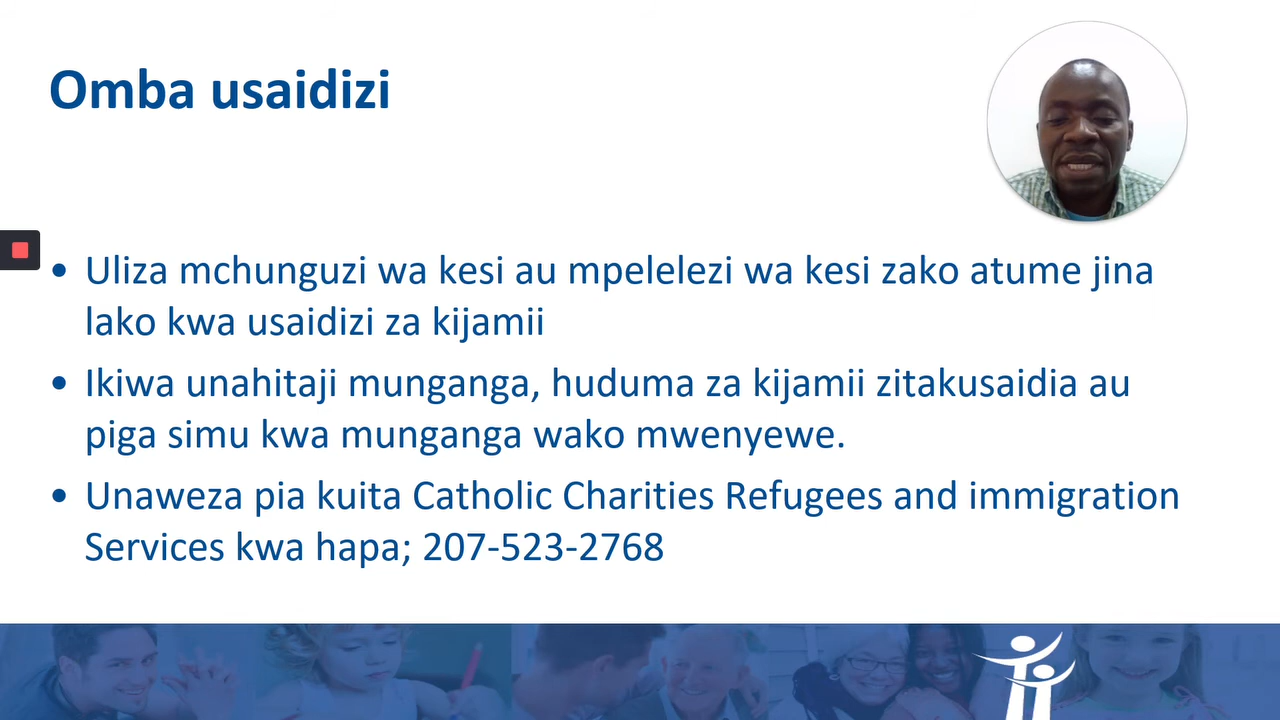 Omba usaidizi
• Uliza mchunguzi wa kesi au mpelelezi wa kesi zako atume jina
lako kwa usaidizi za kijamii
• Ikiwa unahitaji munganga, huduma za kijamii zitakusaidia au
piga simu kwa munganga wako mwenyewe.
• Unaweza pia kuita Catholic Charities Refugees and immigration
Services kwa hapa; 207-523-2768